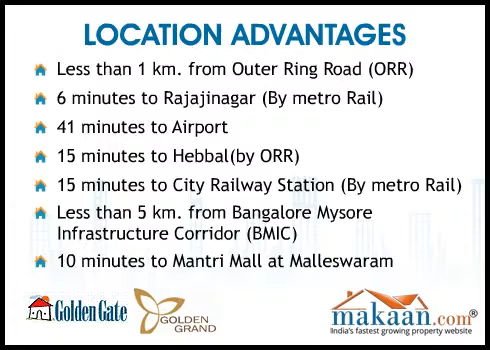 LOCATION ADVANTAGES
Less than 1 km. from Outer Ring Road (ORR)
6 minutes to Rajajinagar (By metro Rail)
41 minutes to Airport
15 minutes to Hebbal(by ORR)
15 minutes to City Railway Station (By metro Rail)
Less than 5 km. from Bangalore Mysore
Infrastructure Corridor (BMIC)
10 minutes to Mantri Mall at Malleswaram
Golden Gate
GOLDEN
GRAND
makaan.com®
India's fastest growing property website